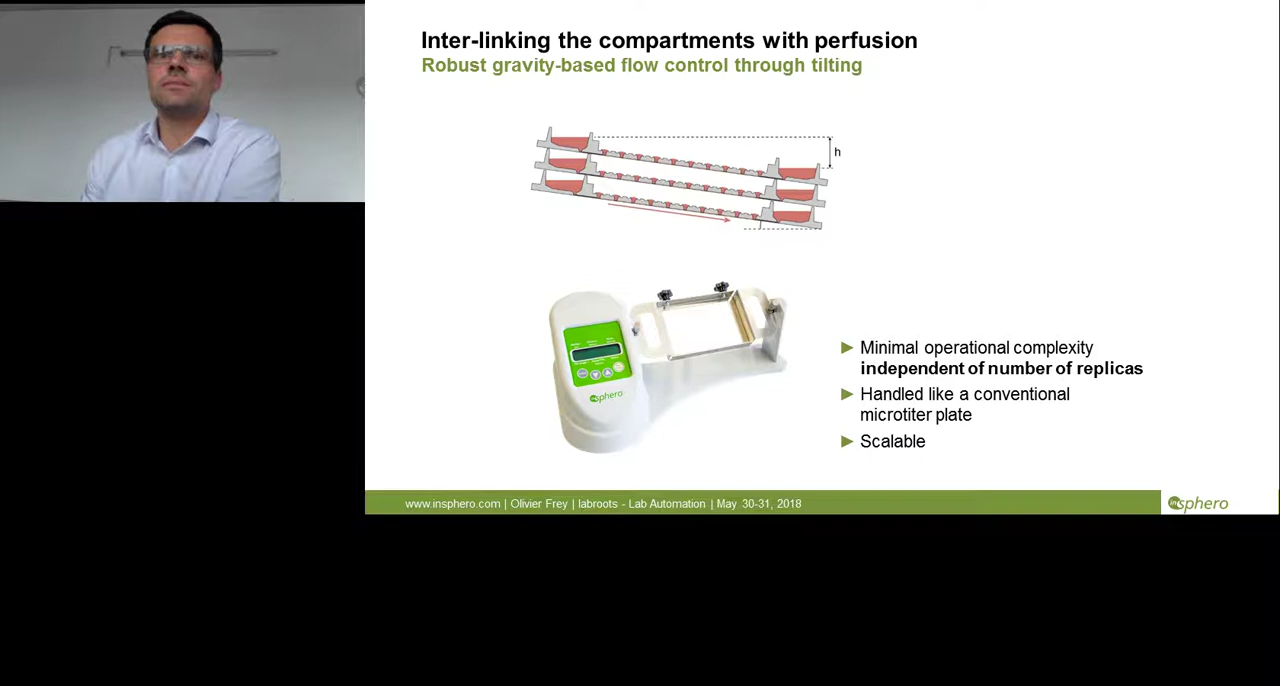 Inter-linking the compartments with perfusion
Robust gravity-based flow control through tilting
h
insphero
Minimal operational complexity
independent of number of replicas
Handled like a conventional
microtiter plate
Scalable
www.insphero.com | Olivier Frey | labroots - Lab Automation | May 30-31, 2018
insphero